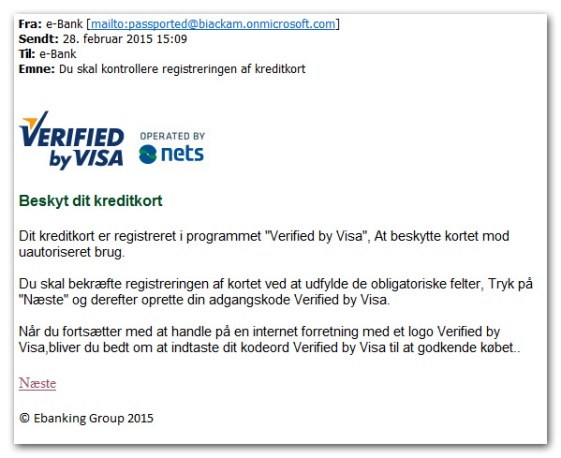 Fra: e-Bank [mailto:passported@biackam.onmicrosoft.com]
Sendt: 28. februar 2015 15:09
Til: e-Bank
Emne: Du skal kontrollere registreringen af kreditkort
VERIFIED
by VISA
OPERATED BY
nets
Beskyt dit kreditkort
Dit kreditkort er registreret i programmet "Verified by Visa", At beskytte kortet mod
uautoriseret brug.
Du skal bekræfte registreringen af kortet ved at udfylde de obligatoriske felter, Tryk på
"Næste" og derefter oprette din adgangskode Verified by Visa.
Når du fortsætter med at handle på en internet forretning med et logo Verified by
Visa,bliver du bedt om at indtaste dit kodeord Verified by Visa til at godkende købet..
Næste
© Ebanking Group 2015